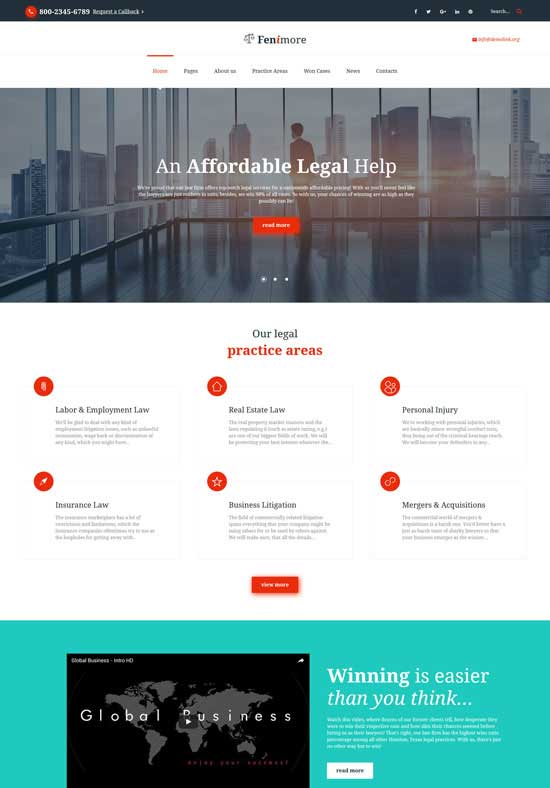 800-2345-6789 Request a Callback
Search...
Fenimore
info@demolink.org
Home Pages About us Practice Areas Won Cases News Contacts
An Affordable Legal Help
We're proud that our law firm offers top-notch legal services for a nationwide affordable pricing! With us you'll never feel like
the lawyers are just suckers in suits; besides, we win 98% of all cases. So with us, your chances of winning are as high as they
possibly can be!
read more
Our legal
practice areas
Labor & Employment Law
We'll be glad to deal with any kind of
employment litigation issues, such as unlawful
termination, wage back or discrimination of
any kind, which you might have...
Real Estate Law
The real property market nuances and the
laws regulating it (such as estate zoning, e.g.)
are one of our biggest fields of work. We will
be protecting your best interest whenever the...
Personal Injury
We're working with personal injuries, which
are basically minor wrongful conduct torts,
thus being out of the criminal hearings reach.
We will become your defenders in any...
Insurance Law
The insurance marketplace has a lot of
restrictions and limitations, which the
insurance companies oftentimes try to use as
the loopholes for getting away with...
Business Litigation
The field of commercially related litigation
spans everything that your company might be
suing others for or be sued by others against.
We will make sure, that all the details...
Mergers & Acquisitions
The commercial world of mergers &
acquisitions is a harsh one. You'd better have a
just as harsh team of sharky lawyers so that
your business emerges as the winner...
view more
Global Business - Intro HD
Global Business
enjoy your success!
Winning is easier
than you think...
Watch this video, where dozens of our former clients tell, how desperate they
were to win their respective cases and how slim their chances seemed before
hiring us as their lawyers! That's right, our law firm has the highest wins ratio
percentage among all other Houston, Texas legal practices. With us, there's just
no other way but to win!
read more